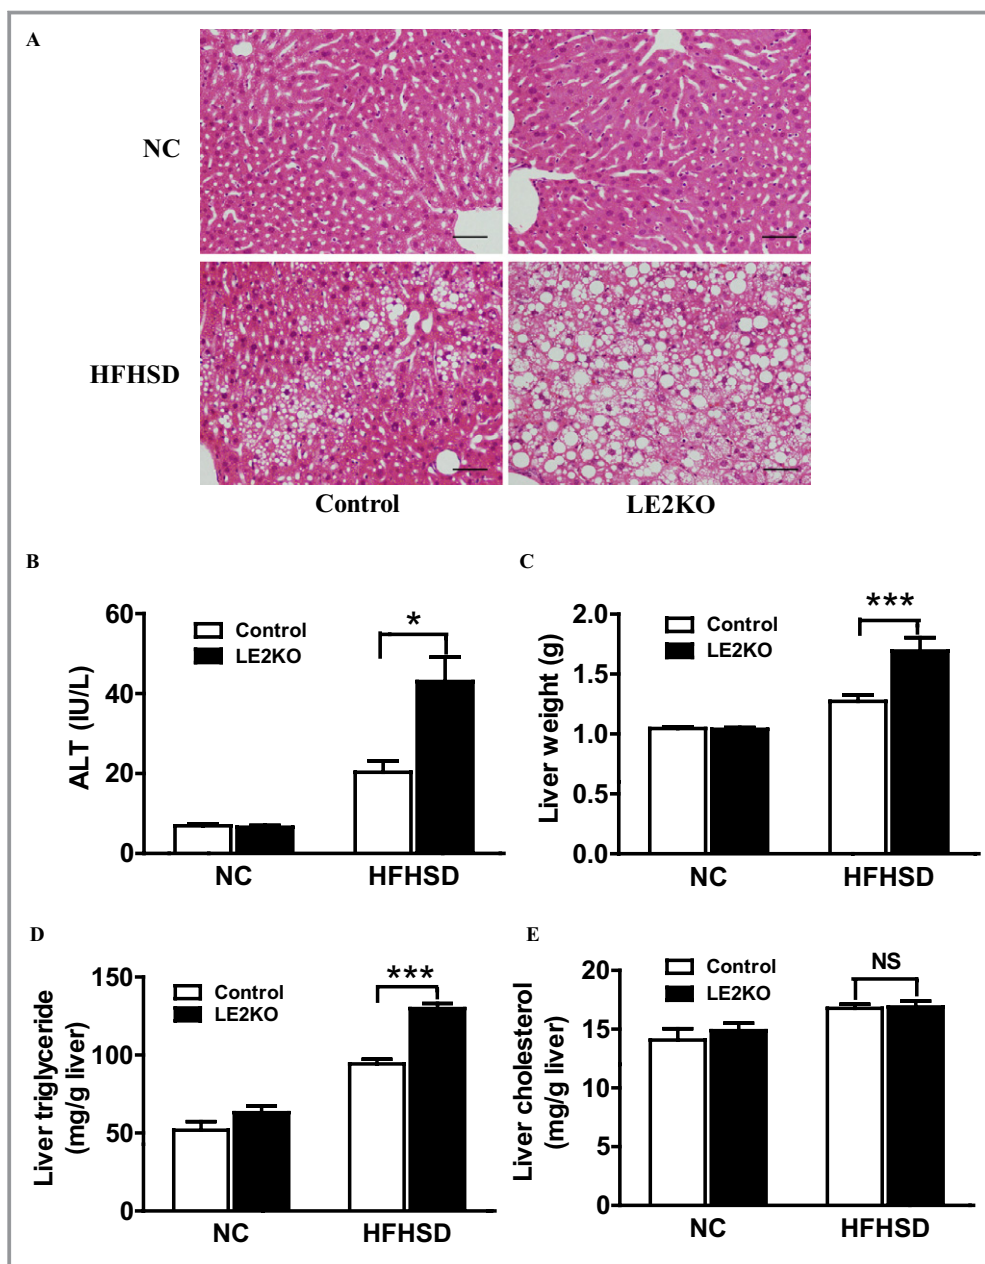 A
NC
HFHSD
Control
LE2KO
B
ALT (IU/L)
60
40
20
0
Control
LE2KO
*
NC
HFHSD
C
Liver weight (g)
2.0
1.5
1.0
0.5
0.0
Control
LE2KO
***
NC
HFHSD
D
Liver triglyceride
(mg/g liver)
150
100
50
0
Control
LE2KO
***
NC
HFHSD
E
Liver cholesterol
(mg/g liver)
20
15
10
5
0
Control
LE2KO
NS
NC
HFHSD